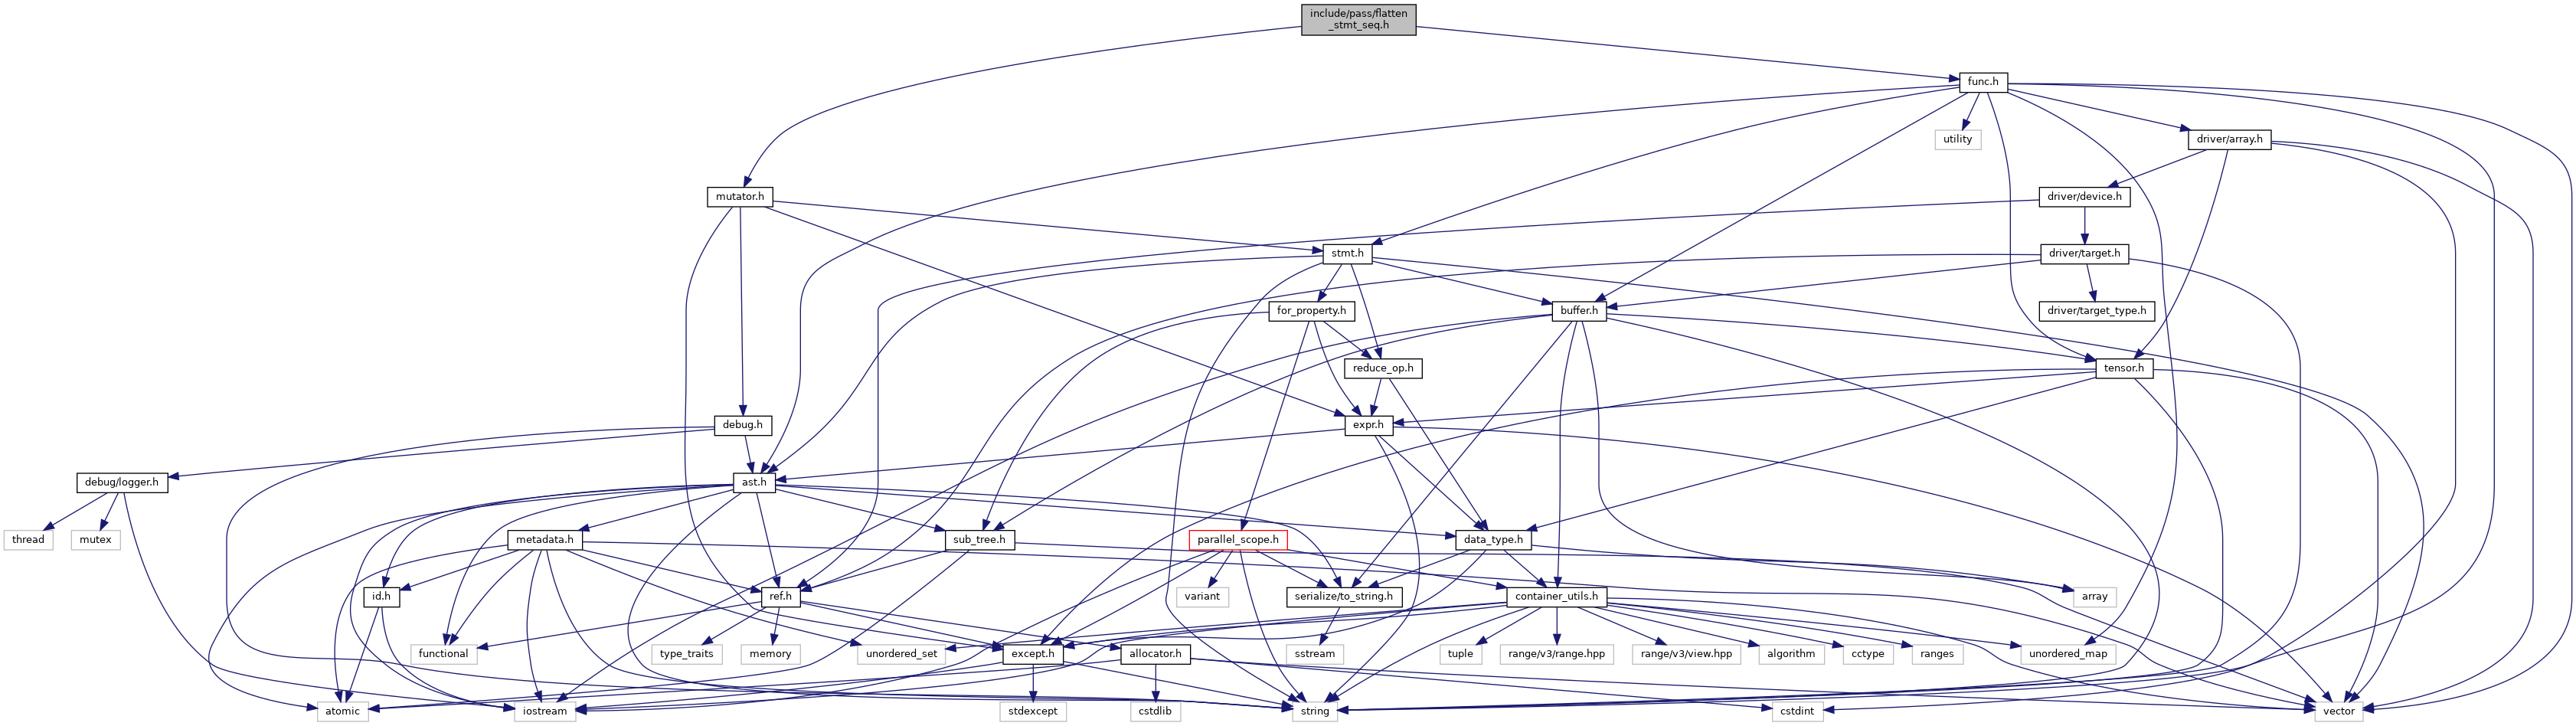 include/pass/flatten
_stmt_seq.h
func.h
utility
driver/array.h
mutator.h
driver/device.h
stmt.h
driver/target.h
for_property.h
buffer.h
driver/target_type.h
reduce_op.h
tensor.h
debug.h
expr.h
debug/logger.h
ast.h
thread
mutex
metadata.h
sub_tree.h
parallel_scope.h
data_type.h
id.h
ref.h
variant
serialize/to_string.h
container_utils.h
array
functional
type_traits
memory
unordered_set
except.h
allocator.h
sstream
tuple
range/v3/range.hpp
range/v3/view.hpp
algorithm
cctype
ranges
unordered_map
atomic
iostream
stdexcept
cstdlib
string
cstdint
vector